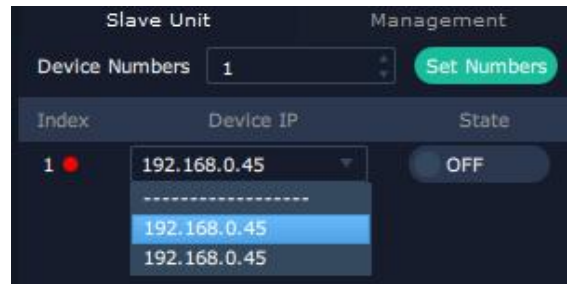 Slave Unit Management
Device Numbers 1 Set Numbers
Index Device IP State
1 192.168.0.45 OFF
------------------
192.168.0.45
192.168.0.45